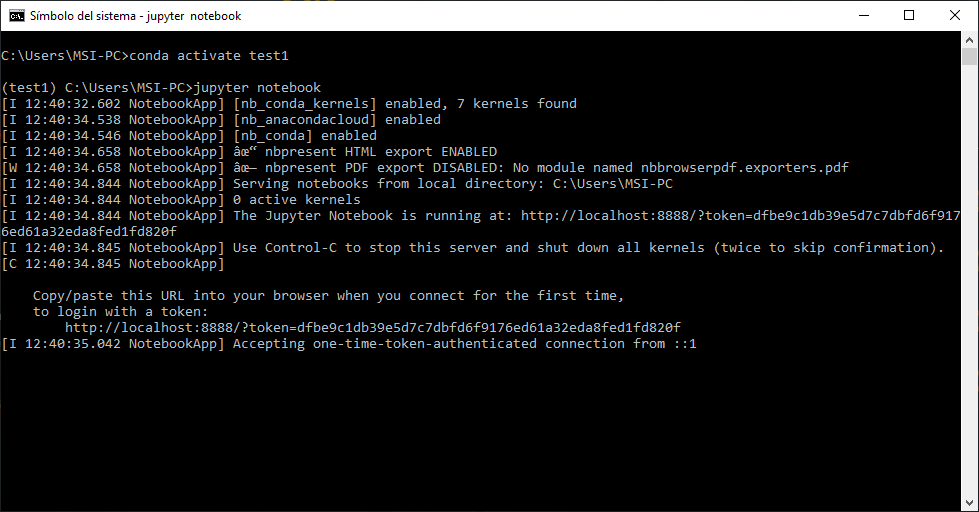 Símbolo del sistema - jupyter notebook
C:\Users\MSI-PC>conda activate test1
(test1) C:\Users\MSI-PC>jupyter notebook
[I 12:40:32.602 NotebookApp] [nb_conda_kernels] enabled, 7 kernels found
[I 12:40:34.538 NotebookApp] [nb_anacondacloud] enabled
[I 12:40:34.546 NotebookApp] [nb_conda] enabled
[I 12:40:34.658 NotebookApp] âœ“ nbpresent HTML export ENABLED
[W 12:40:34.658 NotebookApp] âœ— nbpresent PDF export DISABLED: No module named nbbrowserpdf.exporters.pdf
[I 12:40:34.844 NotebookApp] Serving notebooks from local directory: C:\Users\MSI-PC
[I 12:40:34.844 NotebookApp] 0 active kernels
[I 12:40:34.844 NotebookApp] The Jupyter Notebook is running at: http://localhost:8888/?token=dfbe9c1db39e5d7c7dbfd6f917
6ed61a32eda8fed1fd820f
[I 12:40:34.845 NotebookApp] Use Control-C to stop this server and shut down all kernels (twice to skip confirmation).
[C 12:40:34.845 NotebookApp]
Copy/paste this URL into your browser when you connect for the first time,
to login with a token:
http://localhost:8888/?token=dfbe9c1db39e5d7c7dbfd6f9176ed61a32eda8fed1fd820f
[I 12:40:35.042 NotebookApp] Accepting one-time-token-authenticated connection from ::1